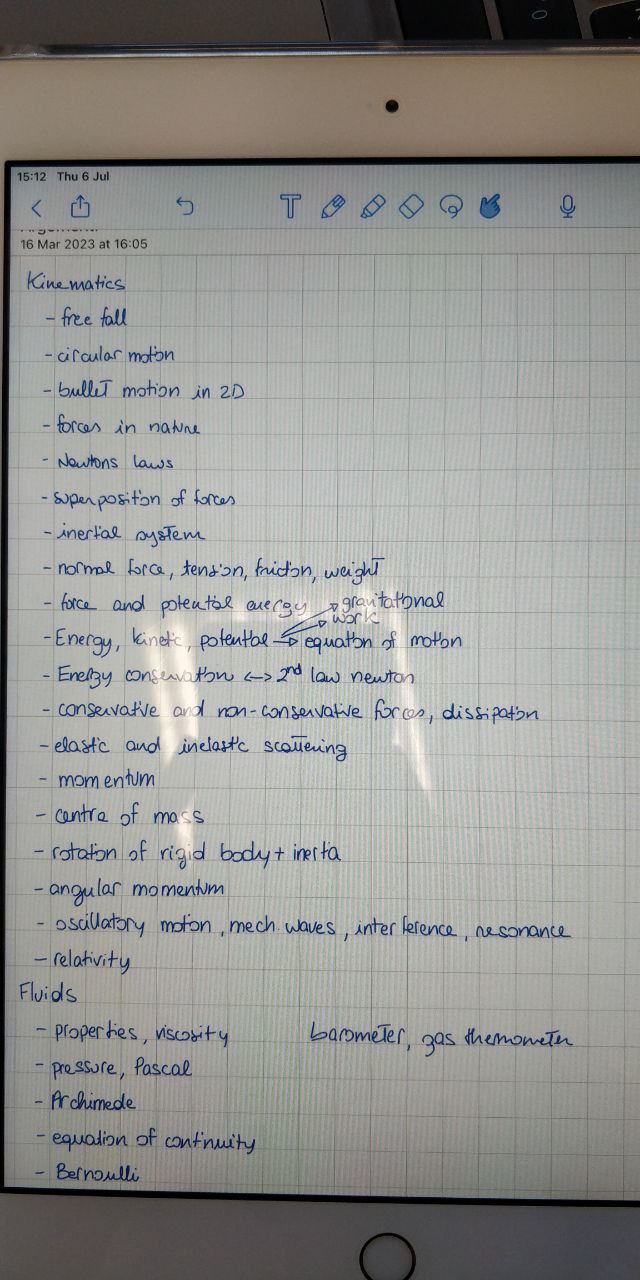 15:12 Thu 6 Jul
16 Mar 2023 at 16:05
Kinematics
- free fall
- circular motion
- bullet motion in 2D
- forces in nature
- Newtons laws
- superposition of forces
- inertial system
- normal force, tension, friction, weight
- force and potential energy → gravitational
→ work
- Energy, kinetic, potential → equation of motion
- Energy conservation <-> 2nd law newton
- conservative and non-conservative forces, dissipation
- elastic and inelastic scattering
- momentum
- centre of mass
- rotation of rigid body + inertia
- angular momentum
- oscillatory motion, mech. waves, interference, resonance
- relativity
Fluids
- properties, viscosity barometer, gas themometer
- pressure, Pascal
- Archimede
- equation of continuity
- Bernoulli